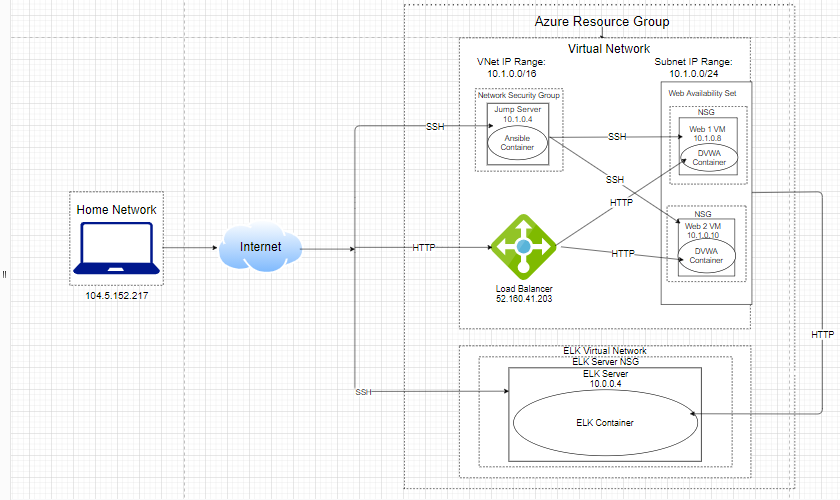 Azure Resource Group
Virtual Network
VNet IP Range:
10.1.0.0/16
Subnet IP Range:
10.1.0.0/24
Network Security Group
Jump Server
10.1.0.4
Ansible
Container
Web Availability Set
NSG
Web 1 VM
10.1.0.8
DVWA
Container
SSH
SSH
SSH
HTTP
NSG
Web 2 VM
10.1.0.10
DVWA
Container
Home Network
104.5.152.217
Internet
HTTP
HTTP
Load Balancer
52.160.41.203
HTTP
ELK Virtual Network
ELK Server NSG
ELK Server
10.0.0.4
SSH
ELK Container